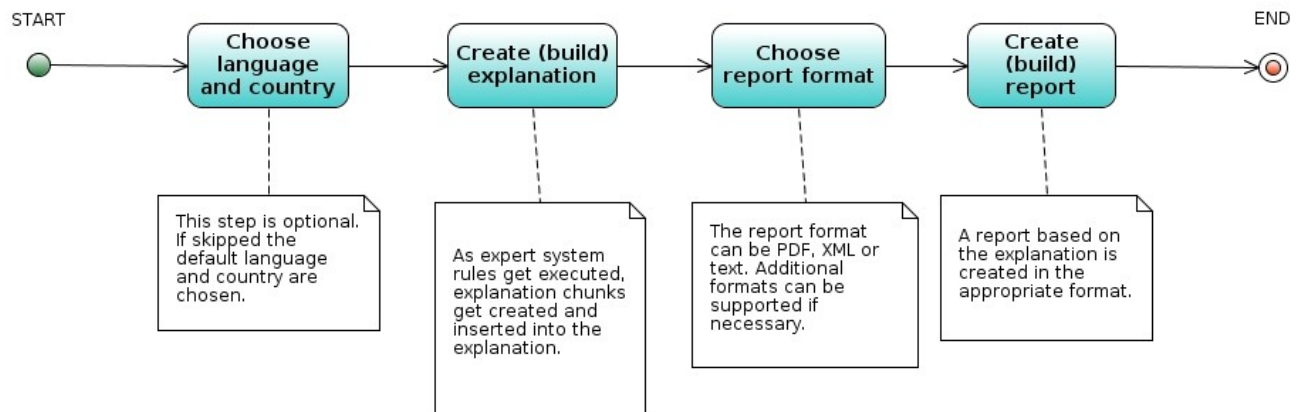 START
END
Choose
language
and country
Create (build)
explanation
Choose
report format
Create
(build)
report
This step is optional.
If skipped the
default language
and country are
chosen.
As expert system
rules get executed,
explanation chunks
get created and
inserted into the
explanation.
The report format
can be PDF, XML or
text. Additional
formats can be
supported if
necessary.
A report based on
the explanation is
created in the
appropriate format.